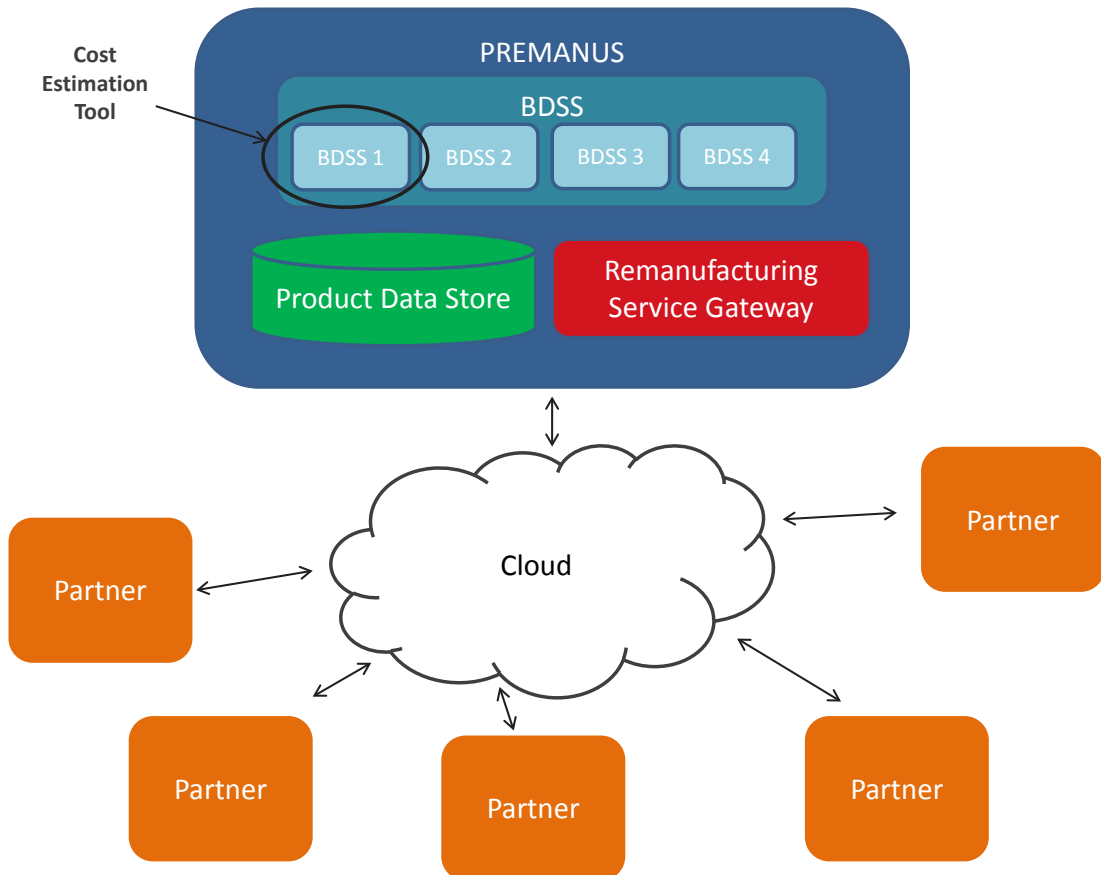 Cost
Estimation
Tool
PREMANUS
BDSS
BDSS 1
BDSS 2
BDSS 3
BDSS 4
Product Data Store
Remanufacturing
Service Gateway
Cloud
Partner
Partner
Partner
Partner
Partner